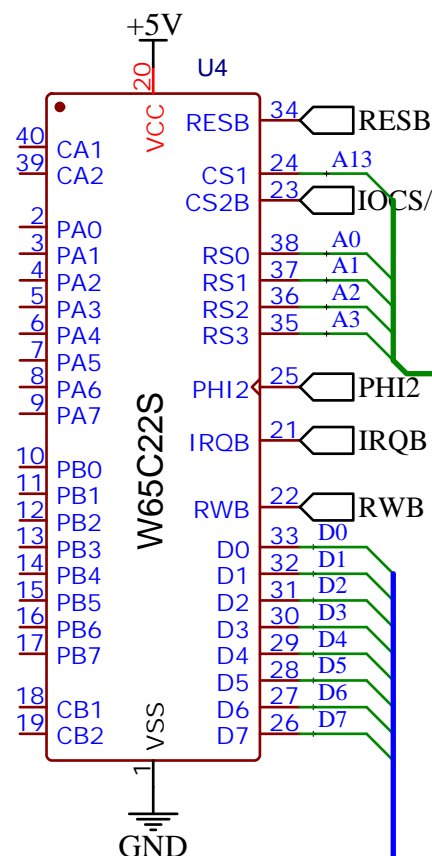 +5V
U4
20
VCC
RESB 34 RESB
40 CA1
39 CA2
CS1 24 A13
CS2B 23 IOCS/
2 PA0
3 PA1
4 PA2
5 PA3
6 PA4
7 PA5
8 PA6
9 PA7
RS0 38 A0
RS1 37 A1
RS2 36 A2
RS3 35 A3
PHI2 25 PHI2
IRQB 21 IRQB
W65C22S
10 PB0
11 PB1
12 PB2
13 PB3
14 PB4
15 PB5
16 PB6
17 PB7
RWB 22 RWB
D0 33 D0
D1 32 D1
D2 31 D2
D3 30 D3
D4 29 D4
D5 28 D5
D6 27 D6
D7 26 D7
18 CB1
19 CB2
VSS
1
GND